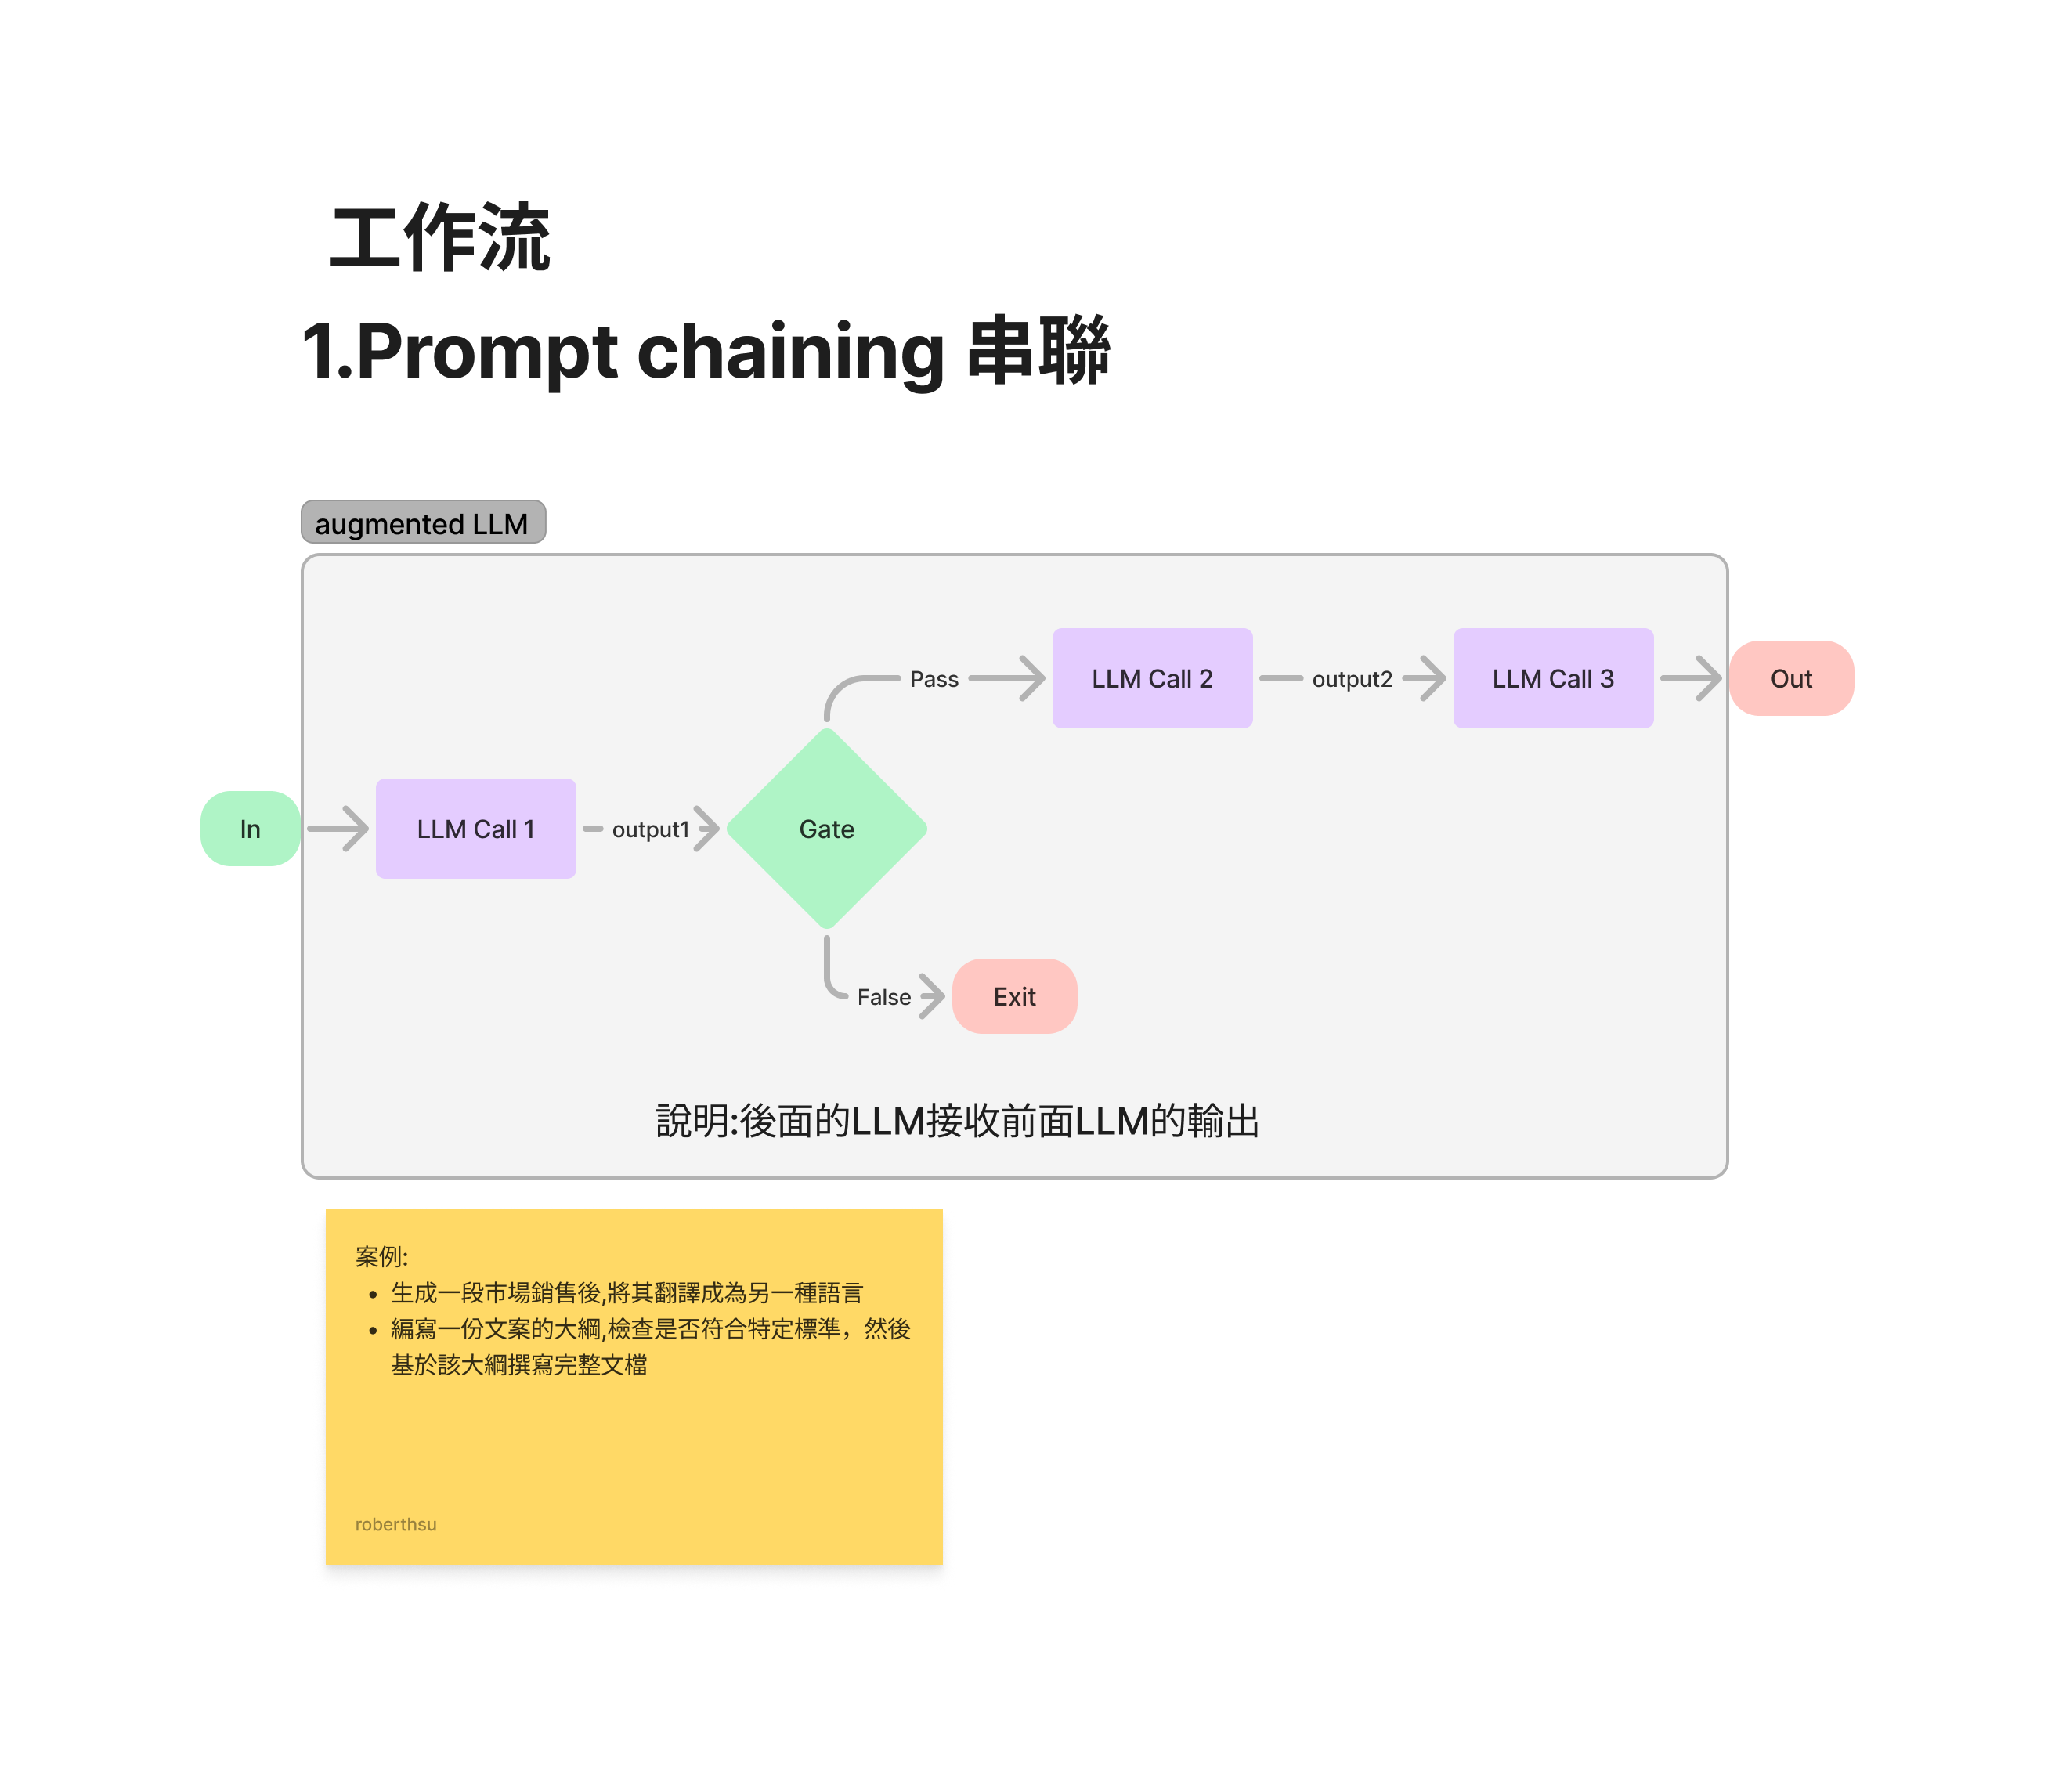 工作流
1.Prompt chaining 串聯
augmented LLM
Pass
LLM Call 2
output2
LLM Call 3
Out
In
LLM Call 1
output1
Gate
False
Exit
說明:後面的LLM接收前面LLM的輸出
案例:
• 生成一段市場銷售後,將其翻譯成為另一種語言
• 編寫一份文案的大綱,檢查是否符合特定標準，然後
基於該大綱撰寫完整文檔
roberthsu